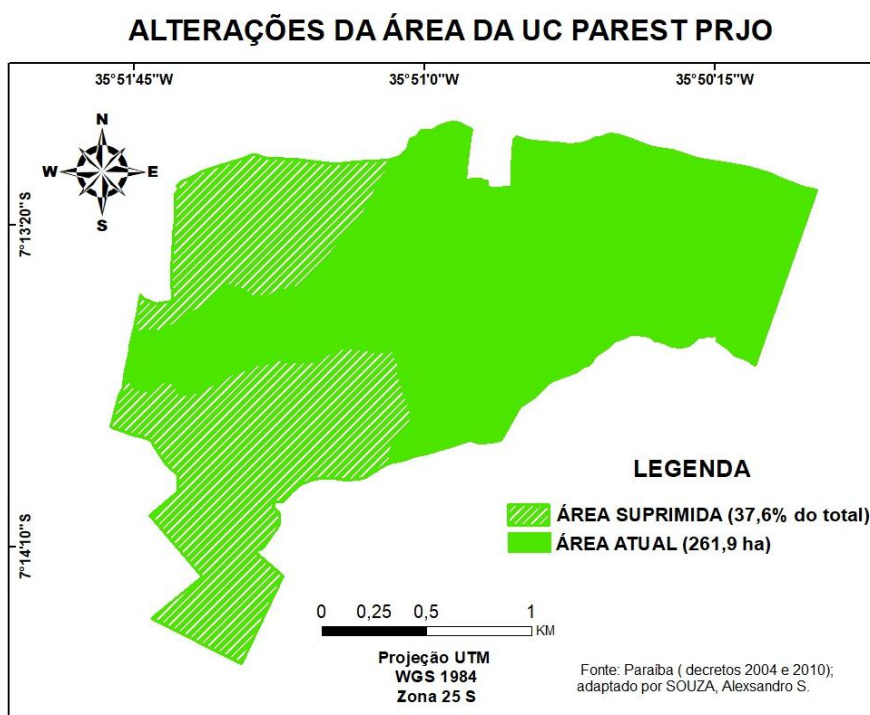 ALTERAÇÕES DA ÁREA DA UC PAREST PRJO
35°51'45"W
35°51'0"W
35°50'15"W
N
W
E
S
7°13'20"S
7°14'10"S
LEGENDA
ÁREA SUPRIMIDA (37,6% do total)
ÁREA ATUAL (261,9 ha)
0 0,25 0,5 1
KM
Projeção UTM
WGS 1984
Zona 25 S
Fonte: Paraíba ( decretos 2004 e 2010);
adaptado por SOUZA, Alexsandro S.